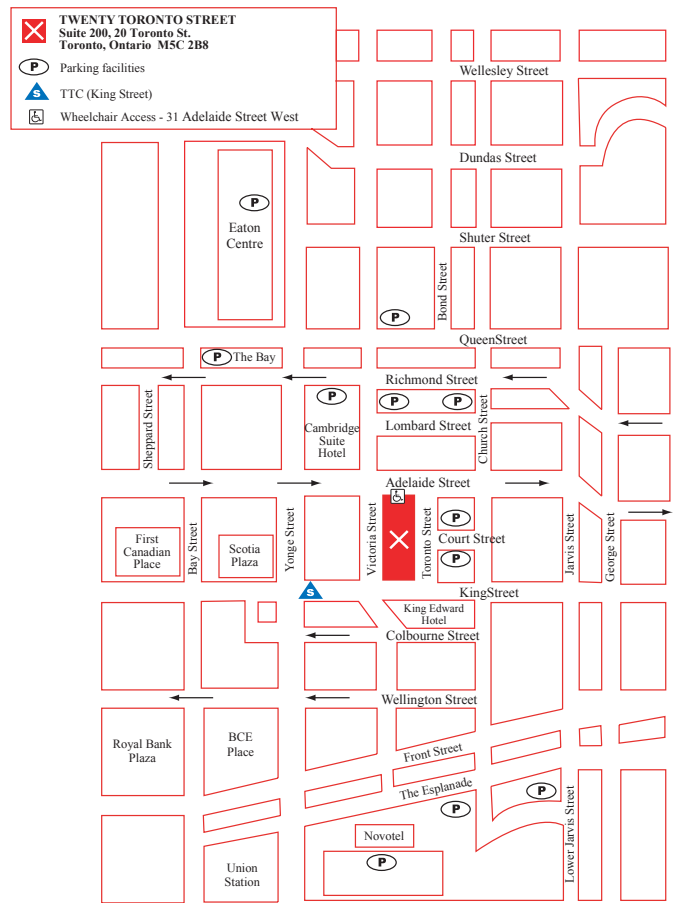 TWENTY TORONTO STREET
Suite 200, 20 Toronto St.
Toronto, Ontario M5C 2B8
P Parking facilities
S TTC (King Street)
Wheelchair Access - 31 Adelaide Street West
Wellesley Street
Dundas Street
P
Eaton
Centre
Shuter Street
Bond Street
P
QueenStreet
P The Bay
Richmond Street
P
P
P
Sheppard Street
Cambridge
Suite
Hotel
Lombard Street
Church Street
Adelaide Street
First
Canadian
Place
Bay Street
Scotia
Plaza
Yonge Street
Victoria Street
Toronto Street
P
Court Street
P
Jarvis Street
George Street
S
KingStreet
King Edward
Hotel
Colbourne Street
Wellington Street
Royal Bank
Plaza
BCE
Place
Front Street
The Esplanade
P
P
Lower Jarvis Street
Novotel
P
Union
Station